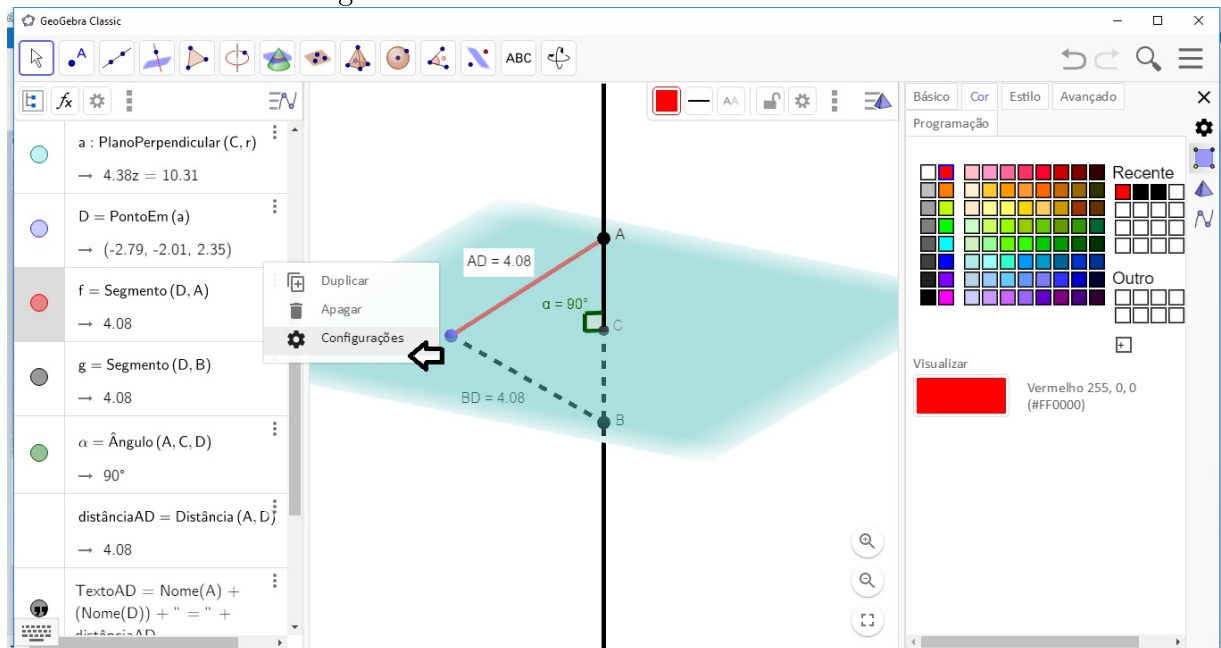 GeoGebra Classic
ABC
a : PlanoPerpendicular (C, r)
→ 4.38z = 10.31
D = PontoEm (a)
→ (-2.79, -2.01, 2.35)
f = Segmento (D, A)
→ 4.08
g = Segmento (D, B)
→ 4.08
α = Ângulo (A, C, D)
→ 90°
distânciaAD = Distância (A, D)
→ 4.08
TextoAD = Nome(A) +
(Nome(D)) + " = " +
distânciaAD
Duplicar
Apagar
Configurações
AA
A
AD = 4.08
α = 90°
C
BD = 4.08
B
Básico Cor Estilo Avançado
Programação
Recente
Outro
Visualizar
Vermelho 255, 0, 0
(#FF0000)